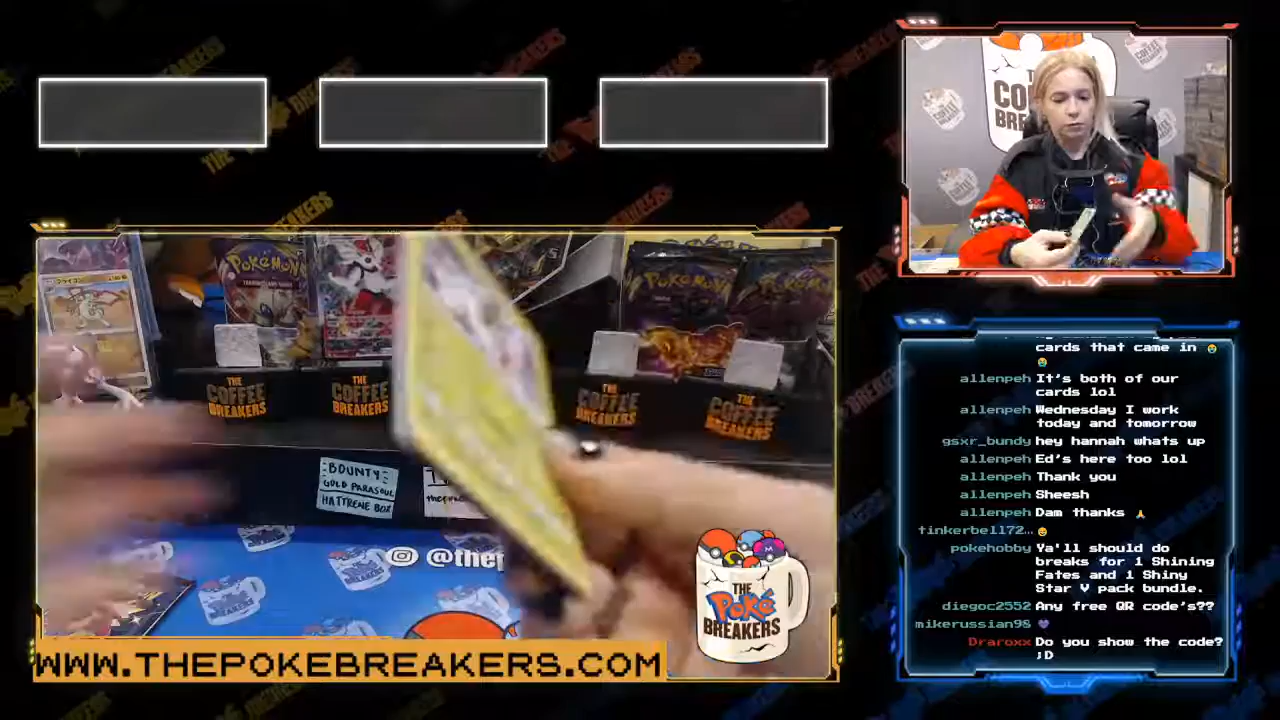 THE
CO
BREA
POKÉMON
POKÉMON
POKÉMON
THE
COFFEE
BREAKERS
THE
COFFEE
BREAKERS
THE
COFFEE
BREAKERS
THE
COFFEE
BREAKERS
BOUNTY:
GOLD PARASOL
HATTRENE BOX
@thep
THE
Poké
BREAKERS
WWW.THEPOKEBREAKERS.COM
cards that came in 😭
😭
allenpeh It's both of our
cards lol
allenpeh Wednesday I work
today and tomorrow
gsxr_bundy hey hannah whats up
allenpeh Ed's here too lol
allenpeh Thank you
allenpeh Sheesh
allenpeh Dam thanks 🙏
tinkerbell72…
pokehobby Ya'll should do
breaks for 1 Shining
Fates and 1 Shiny
Star V pack bundle.
diegoc2552 Any free QR code's??
mikerussian98 💜
Draroxx Do you show the code?
;D